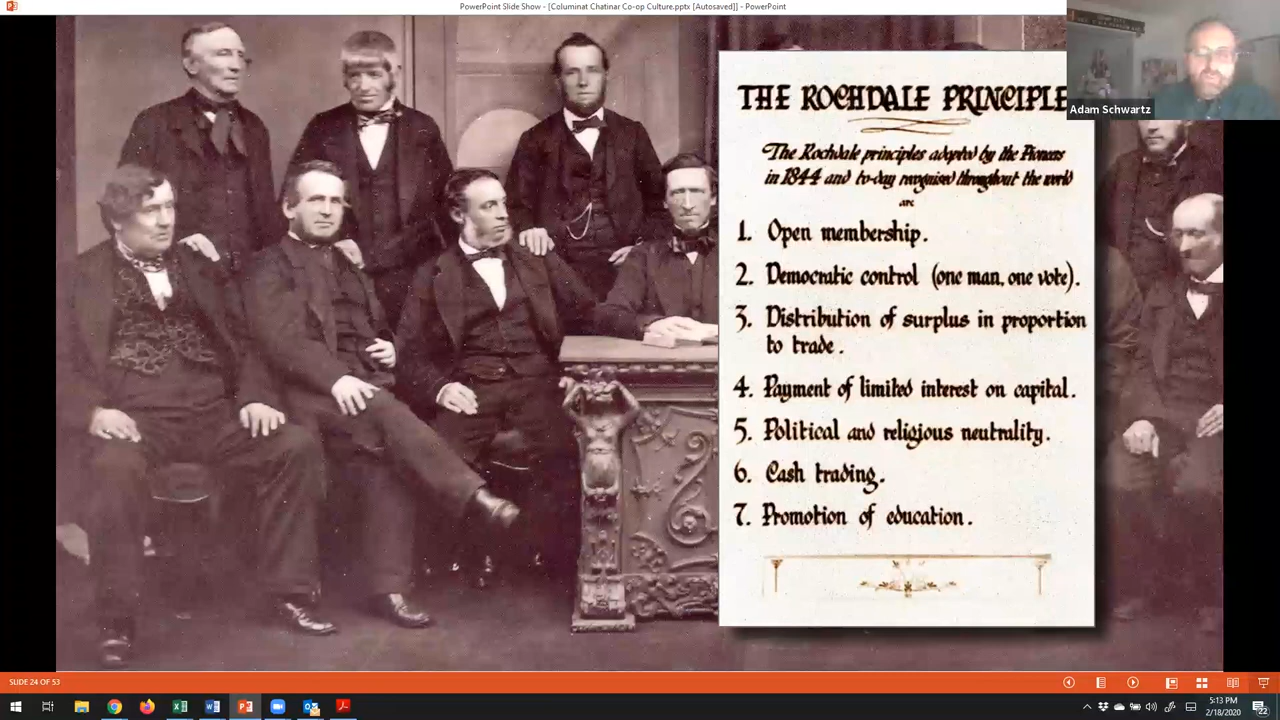 PowerPoint Slide Show - [Columinat Chatinar Co-op Culture.pptx [Autosaved]] - PowerPoint
Adam Schwartz
THE ROCHDALE PRINCIPLE
The Rochdale principles adopted by the Pioneers
in 1844 and to-day recognised throughout the world
are
1. Open membership.
2. Democratic control (one man, one vote).
3. Distribution of surplus in proportion
to trade.
4. Payment of limited interest on capital.
5. Political and religious neutrality.
6. Cash trading.
7. Promotion of education.
SLIDE 24 OF 53
5:13 PM
2/18/2020
22